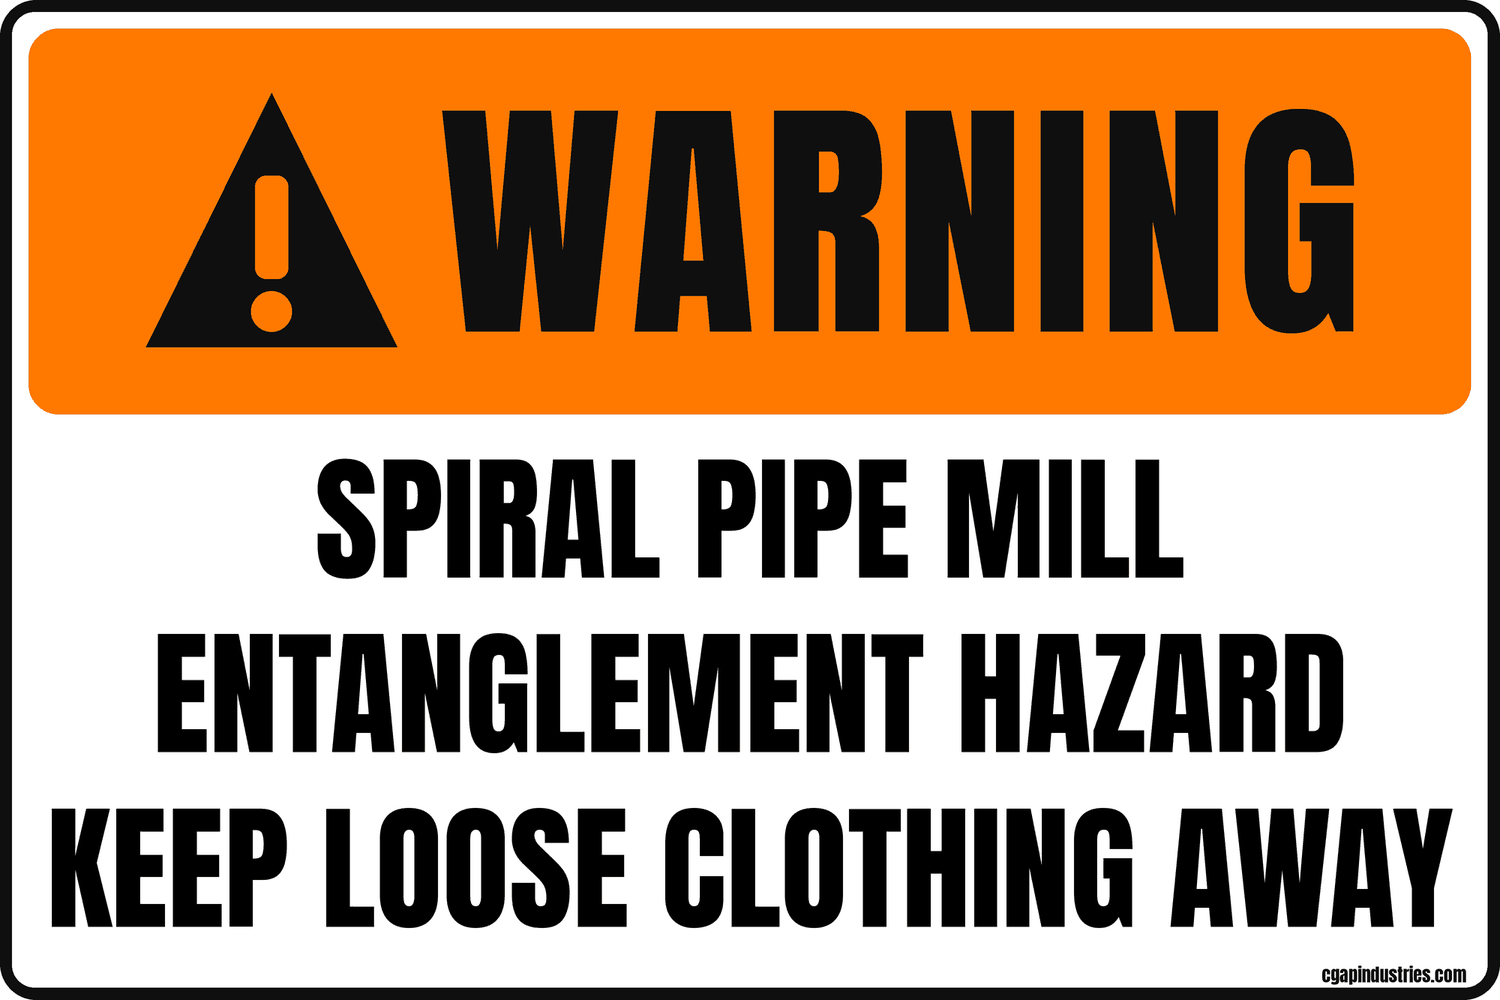 WARNING
SPIRAL PIPE MILL
ENTANGLEMENT HAZARD
KEEP LOOSE CLOTHING AWAY
cgapindustries.com